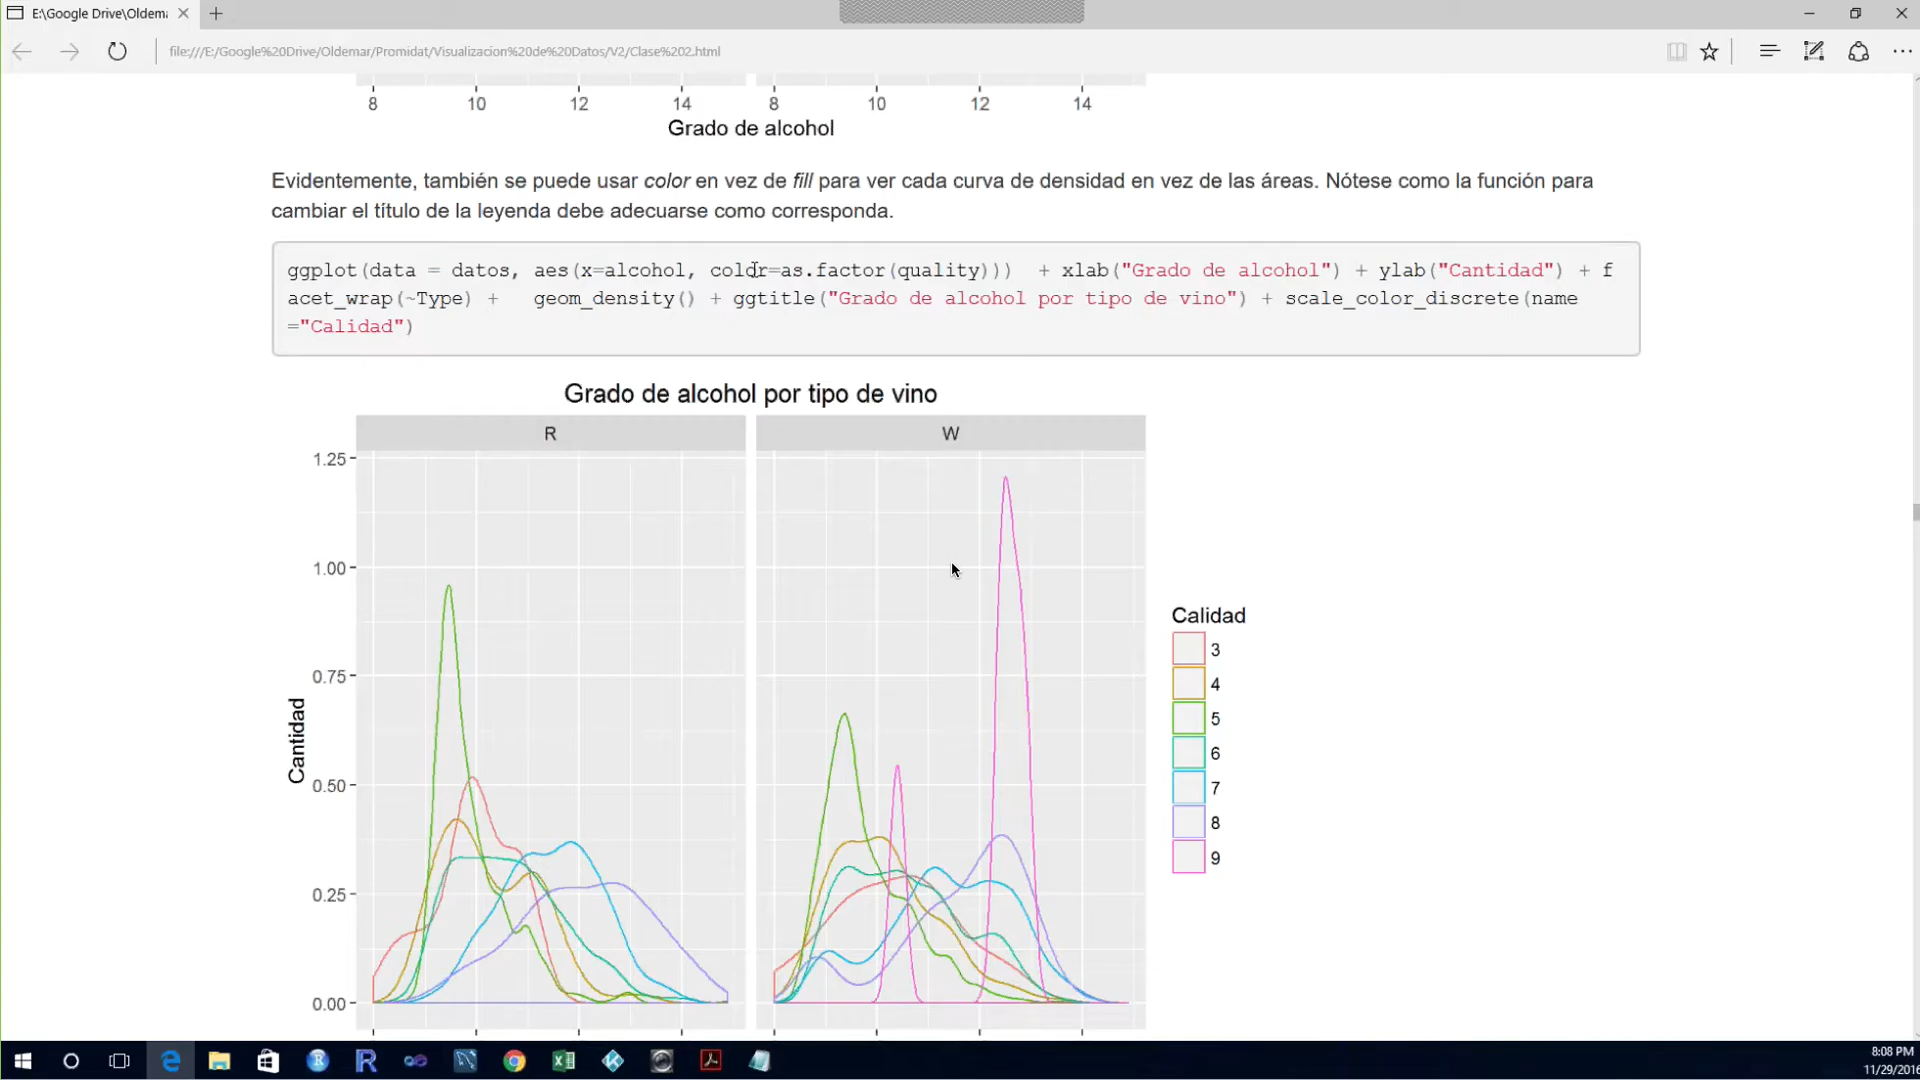 E:\Google Drive\Oldema
file:///E:/Google%20Drive/Oldemar/Promidat/Visualizacion%20de%20Datos/V2/Clase%202.html
8 10 12 14 8 10 12 14
Grado de alcohol
Evidentemente, también se puede usar color en vez de fill para ver cada curva de densidad en vez de las áreas. Nótese como la función para
cambiar el título de la leyenda debe adecuarse como corresponda.
ggplot(data = datos, aes(x=alcohol, color=as.factor(quality))) + xlab("Grado de alcohol") + ylab("Cantidad") + f
acet_wrap(~Type) + geom_density() + ggtitle("Grado de alcohol por tipo de vino") + scale_color_discrete(name
="Calidad")
Grado de alcohol por tipo de vino
R W
1.25
1.00
0.75
0.50
0.25
0.00
Cantidad
Calidad
3
4
5
6
7
8
9
8:08 PM
11/29/2016